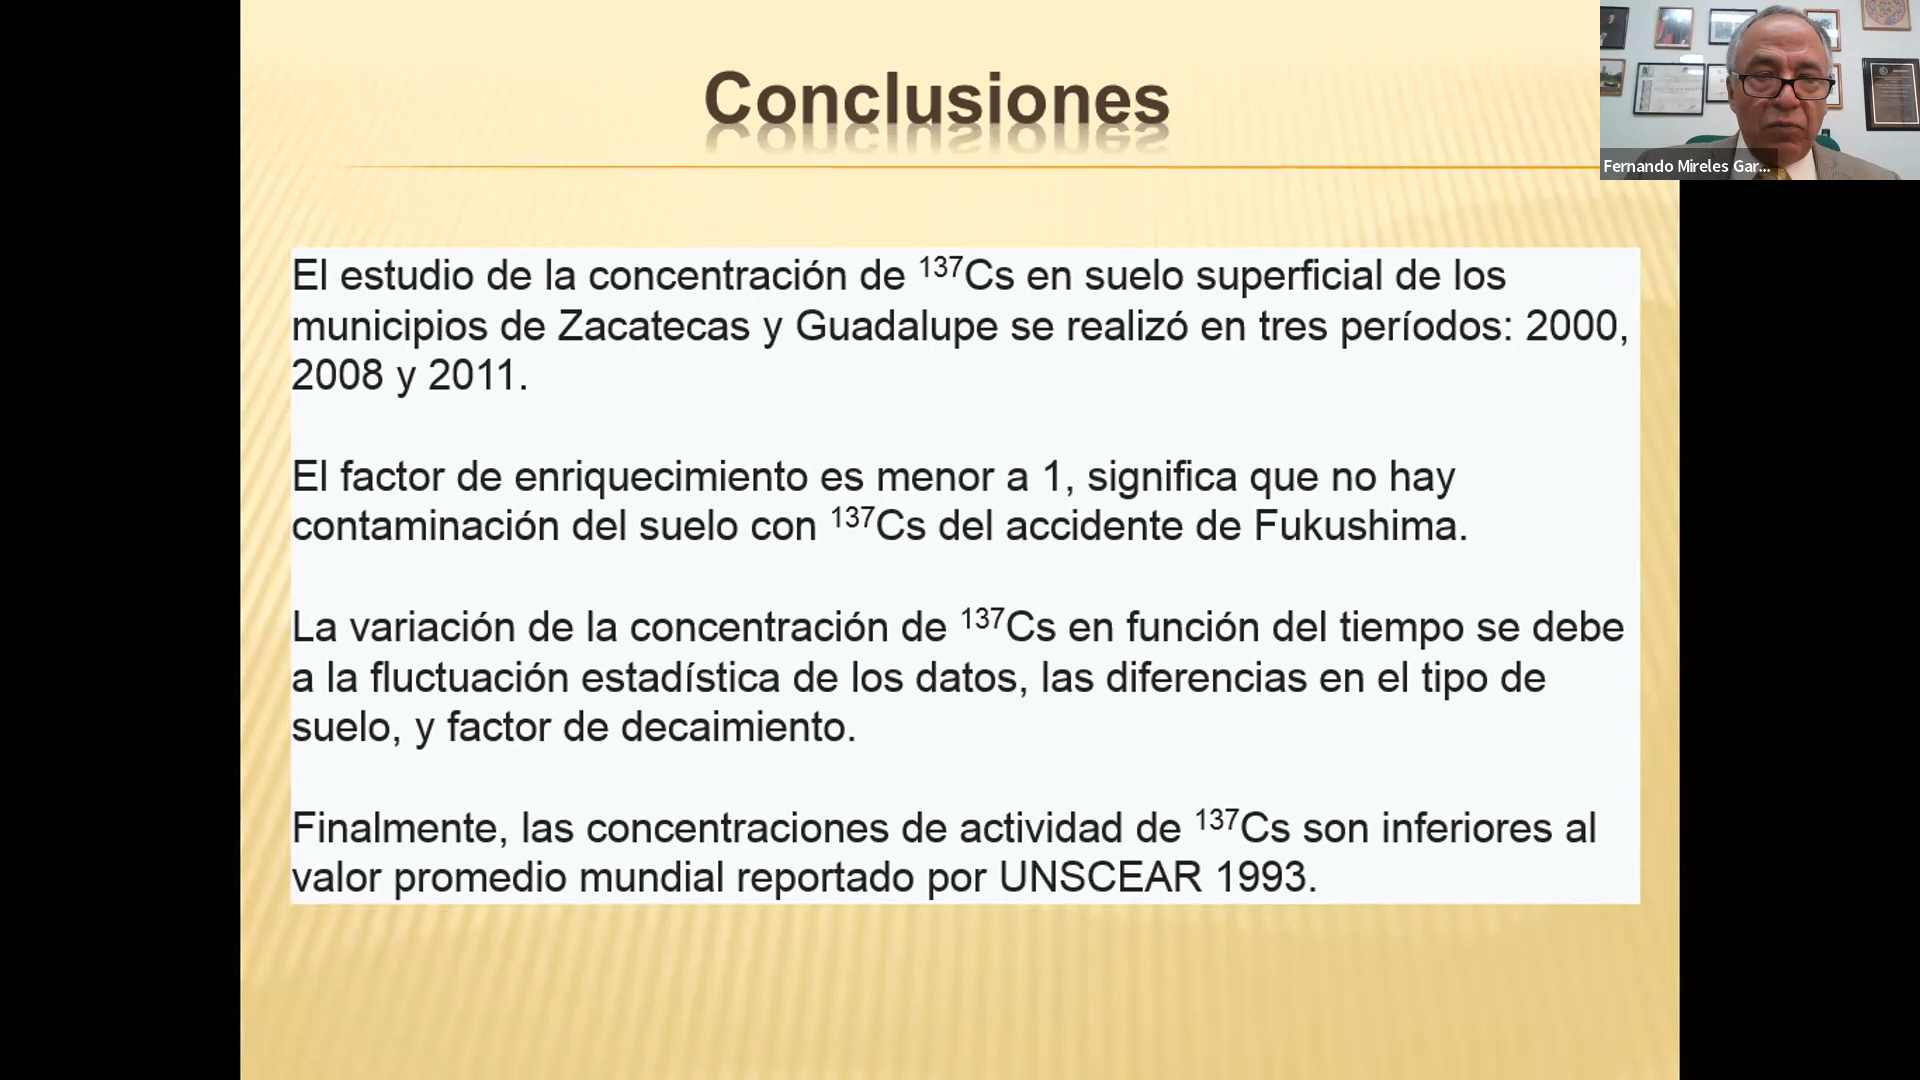 Conclusiones
Fernando Mireles Gar...
El estudio de la concentración de ¹³⁷Cs en suelo superficial de los
municipios de Zacatecas y Guadalupe se realizó en tres períodos: 2000,
2008 y 2011.
El factor de enriquecimiento es menor a 1, significa que no hay
contaminación del suelo con ¹³⁷Cs del accidente de Fukushima.
La variación de la concentración de ¹³⁷Cs en función del tiempo se debe
a la fluctuación estadística de los datos, las diferencias en el tipo de
suelo, y factor de decaimiento.
Finalmente, las concentraciones de actividad de ¹³⁷Cs son inferiores al
valor promedio mundial reportado por UNSCEAR 1993.